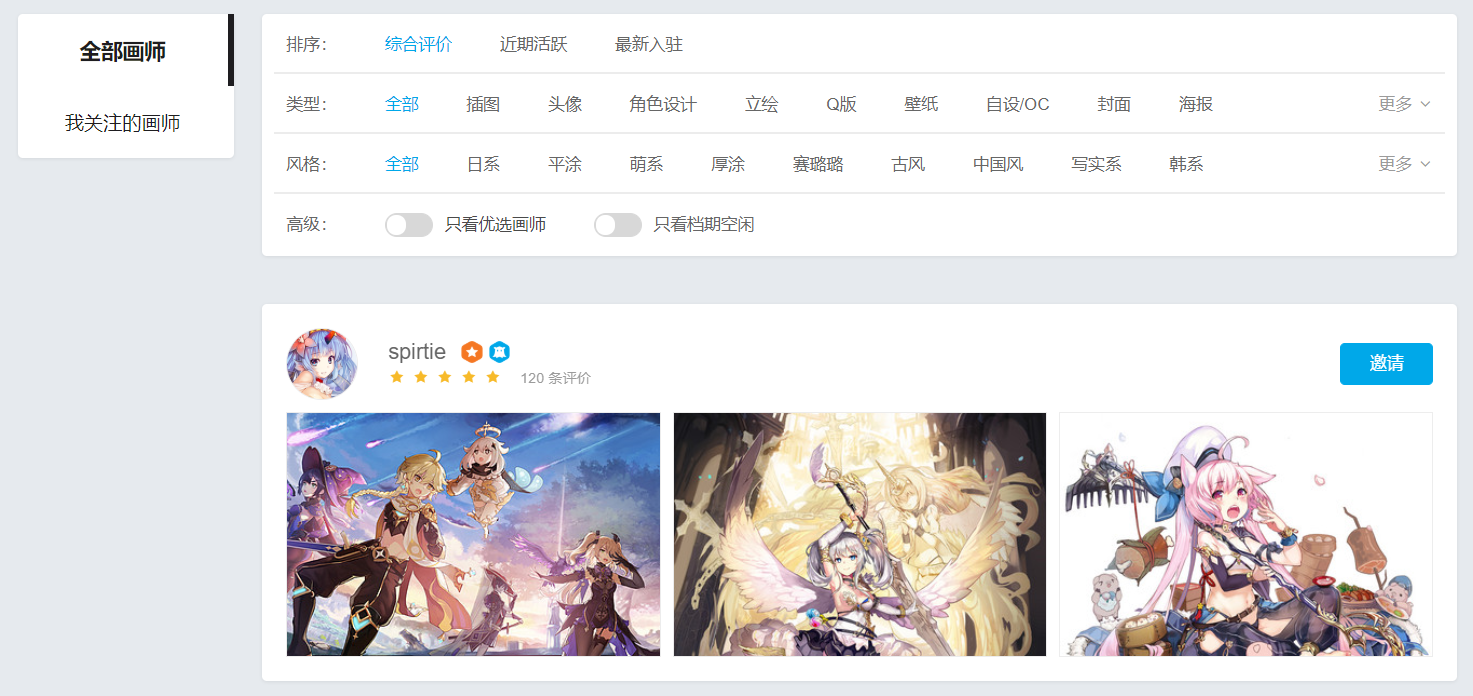 全部画师
我关注的画师
排序： 综合评价 近期活跃 最新入驻
类型： 全部 插图 头像 角色设计 立绘 Q版 壁纸 自设/OC 封面 海报 更多
风格： 全部 日系 平涂 萌系 厚涂 赛璐璐 古风 中国风 写实系 韩系 更多
高级： 只看优选画师 只看档期空闲
spirtie
120 条评价
邀请